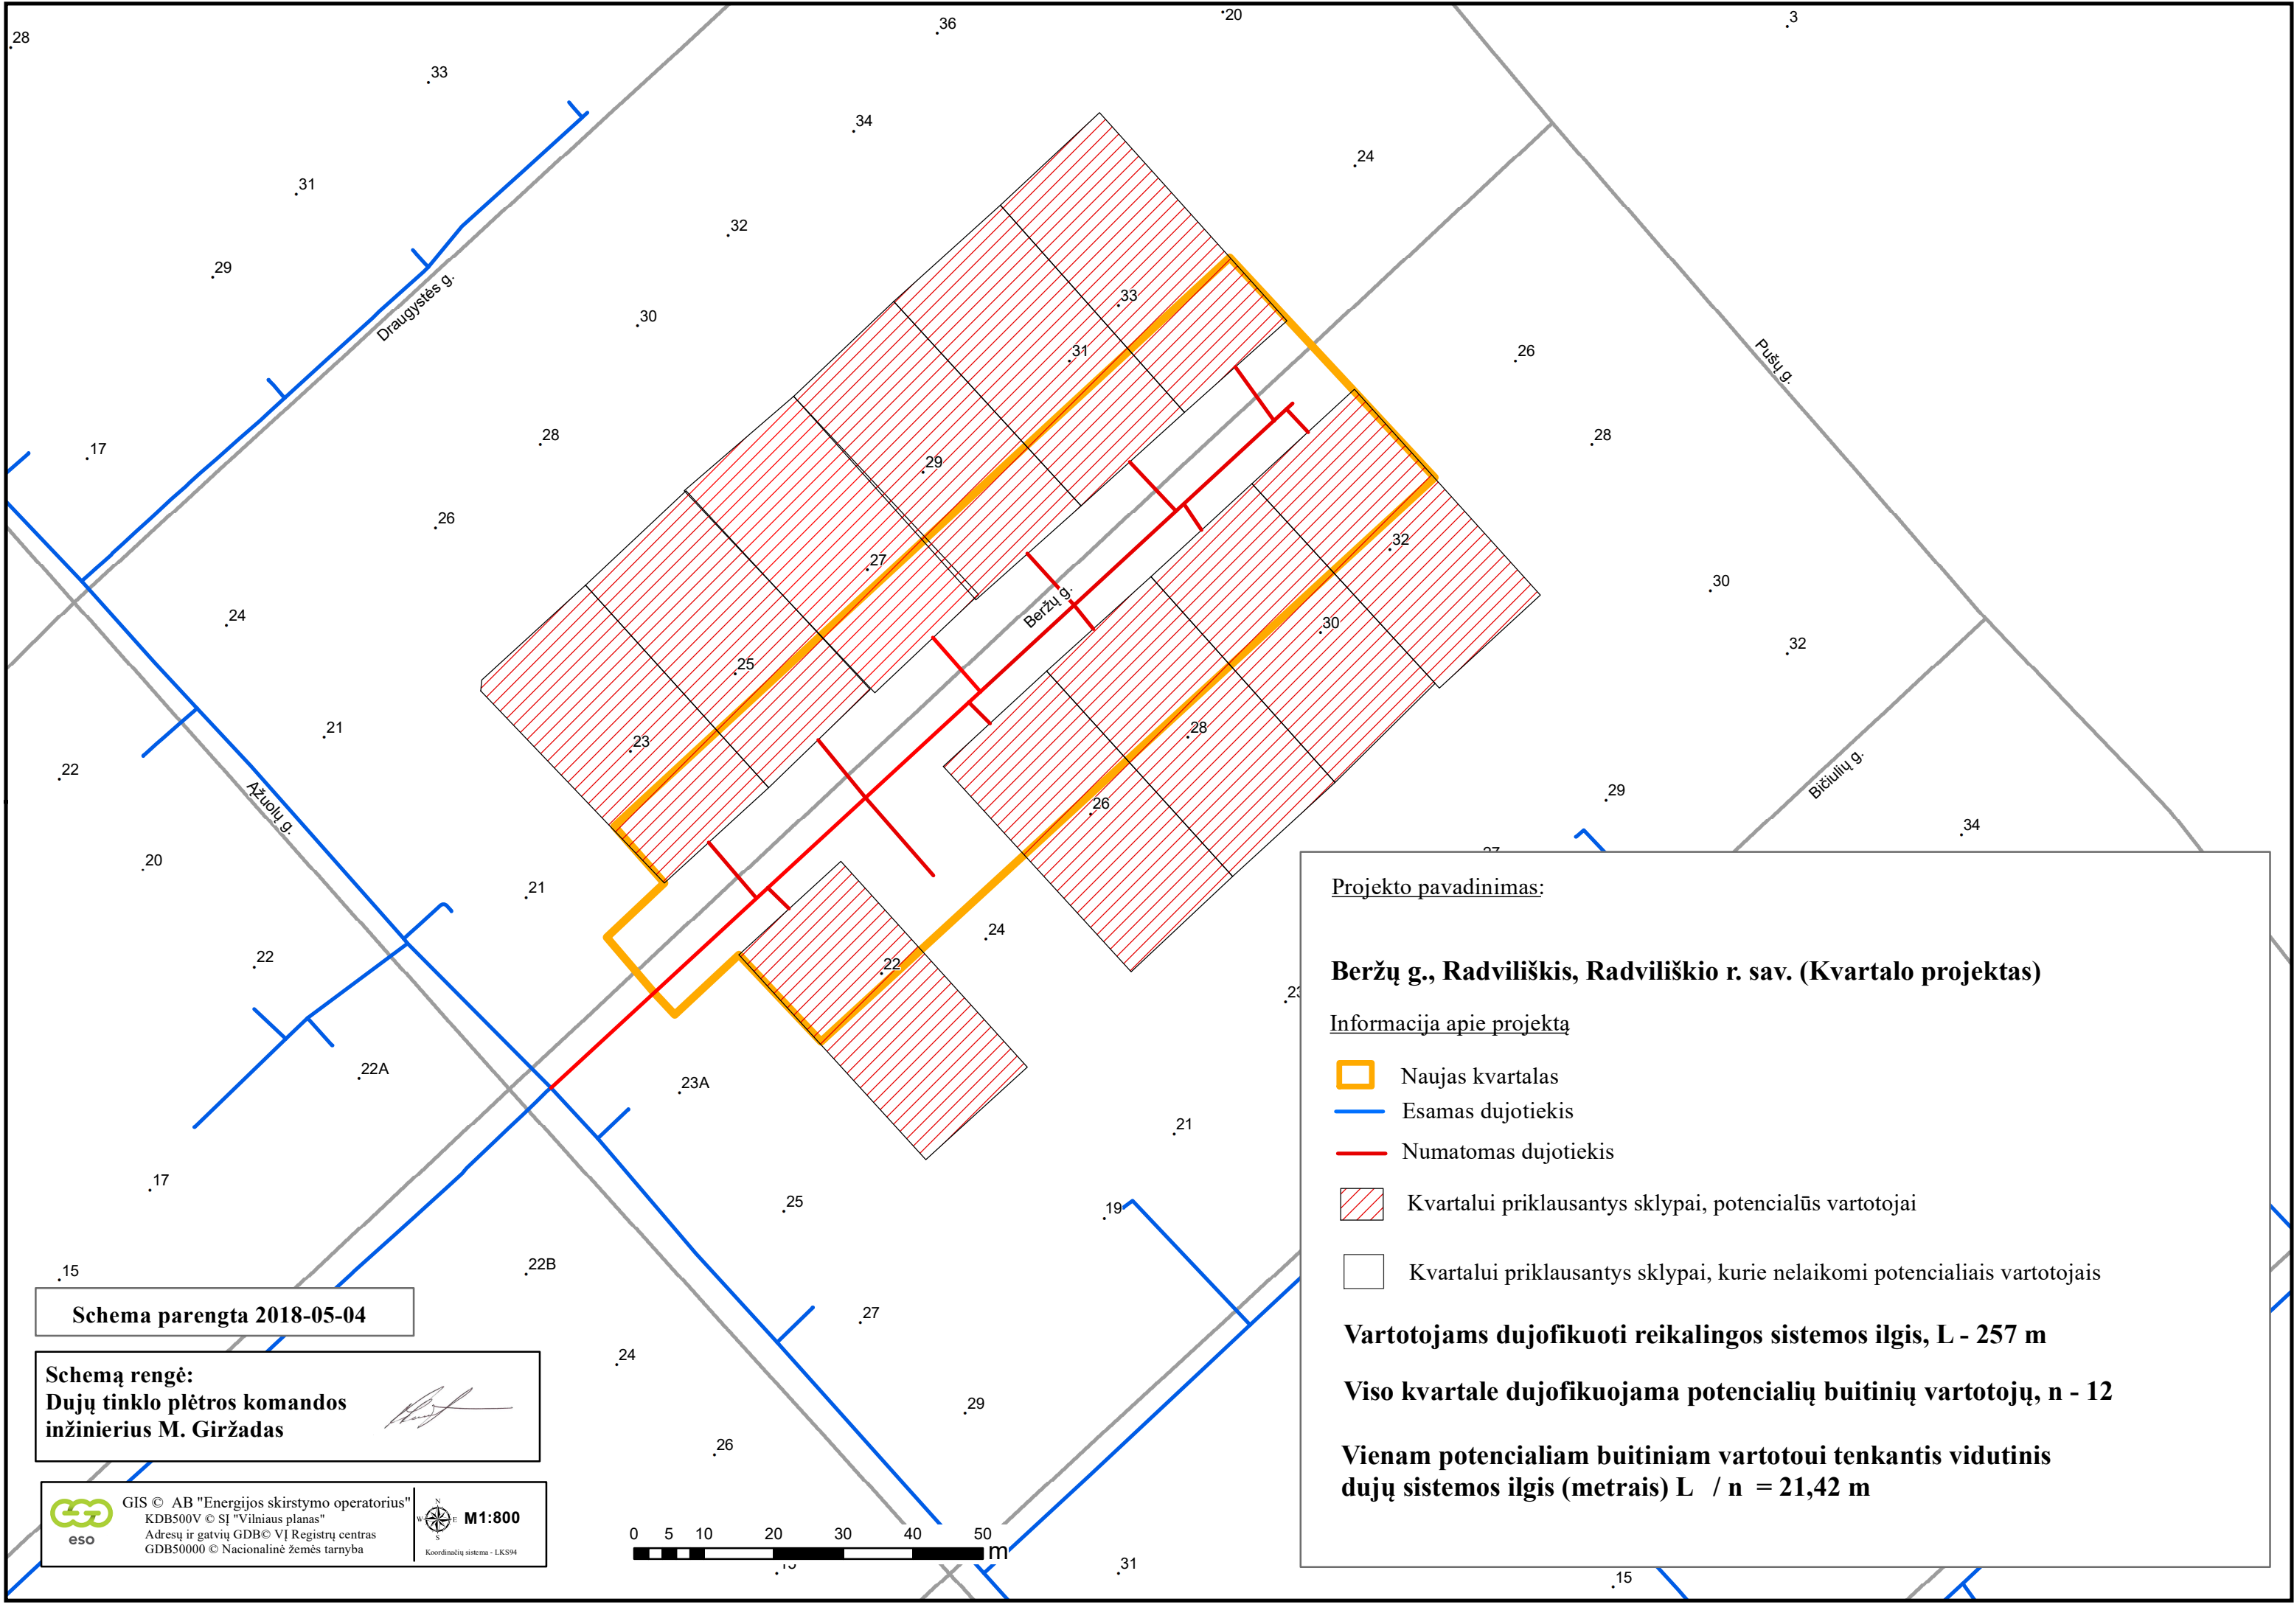 28
33
36
20
3
34
24
31
32
29
33
30
31
26
Draugystės g.
Pušų g.
17
28
29
28
26
27
32
30
Beržų g.
24
30
25
32
21
23
28
22
Ąžuolų g.
26
Bičiulių g.
29
34
20
21
24
22
22
22A
23A
21
17
25
19
22B
15
27
24
29
26
31
15
Projekto pavadinimas:
Beržų g., Radviliškis, Radviliškio r. sav. (Kvartalo projektas)
Informacija apie projektą
Naujas kvartalas
Esamas dujotiekis
Numatomas dujotiekis
Kvartalui priklausantys sklypai, potencialūs vartotojai
Kvartalui priklausantys sklypai, kurie nelaikomi potencialiais vartotojais
Vartotojams dujofikuoti reikalingos sistemos ilgis, L - 257 m
Viso kvartale dujofikuojama potencialių buitinių vartotojų, n - 12
Vienam potencialiam buitiniam vartotoui tenkantis vidutinis
dujų sistemos ilgis (metrais) L / n = 21,42 m
Schema parengta 2018-05-04
Schemą rengė:
Dujų tinklo plėtros komandos
inžinierius M. Giržadas
eso
GIS © AB "Energijos skirstymo operatorius"
KDB500V © SĮ "Vilniaus planas"
Adresų ir gatvių GDB© VĮ Registrų centras
GDB50000 © Nacionalinė žemės tarnyba
N
W E
S
M1:800
Koordinačių sistema - LKS94
0 5 10 20 30 40 50
m